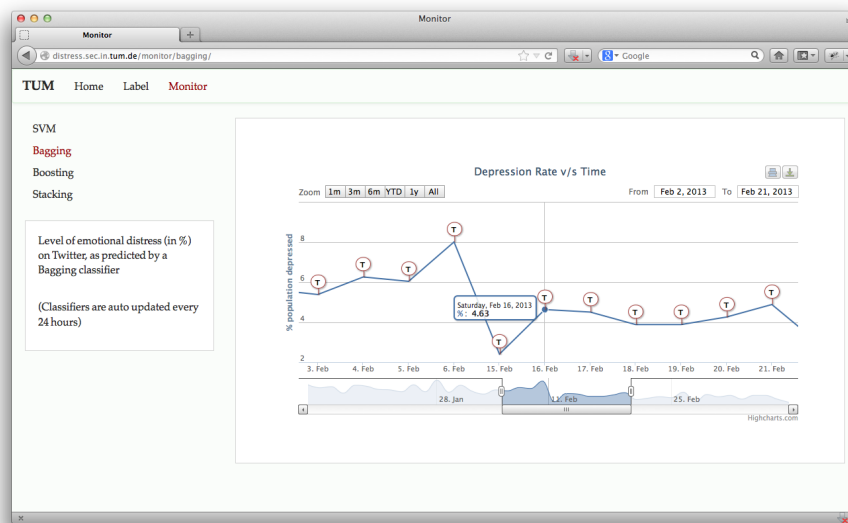 Monitor
Monitor
distress.sec.in.tum.de/monitor/bagging/
Google
TUM Home Label Monitor
SVM
Bagging
Boosting
Stacking
Level of emotional distress (in %)
on Twitter, as predicted by a
Bagging classifier
(Classifiers are auto updated every
24 hours)
Depression Rate v/s Time
Zoom 1m 3m 6m YTD 1y All
From Feb 2, 2013 To Feb 21, 2013
% population depressed
8
6
4
2
T T T T T T T T T T T
Saturday, Feb 16, 2013
%: 4.63
3. Feb 4. Feb 5. Feb 6. Feb 15. Feb 16. Feb 17. Feb 18. Feb 19. Feb 20. Feb 21. Feb
28. Jan 11. Feb 25. Feb
Highcharts.com